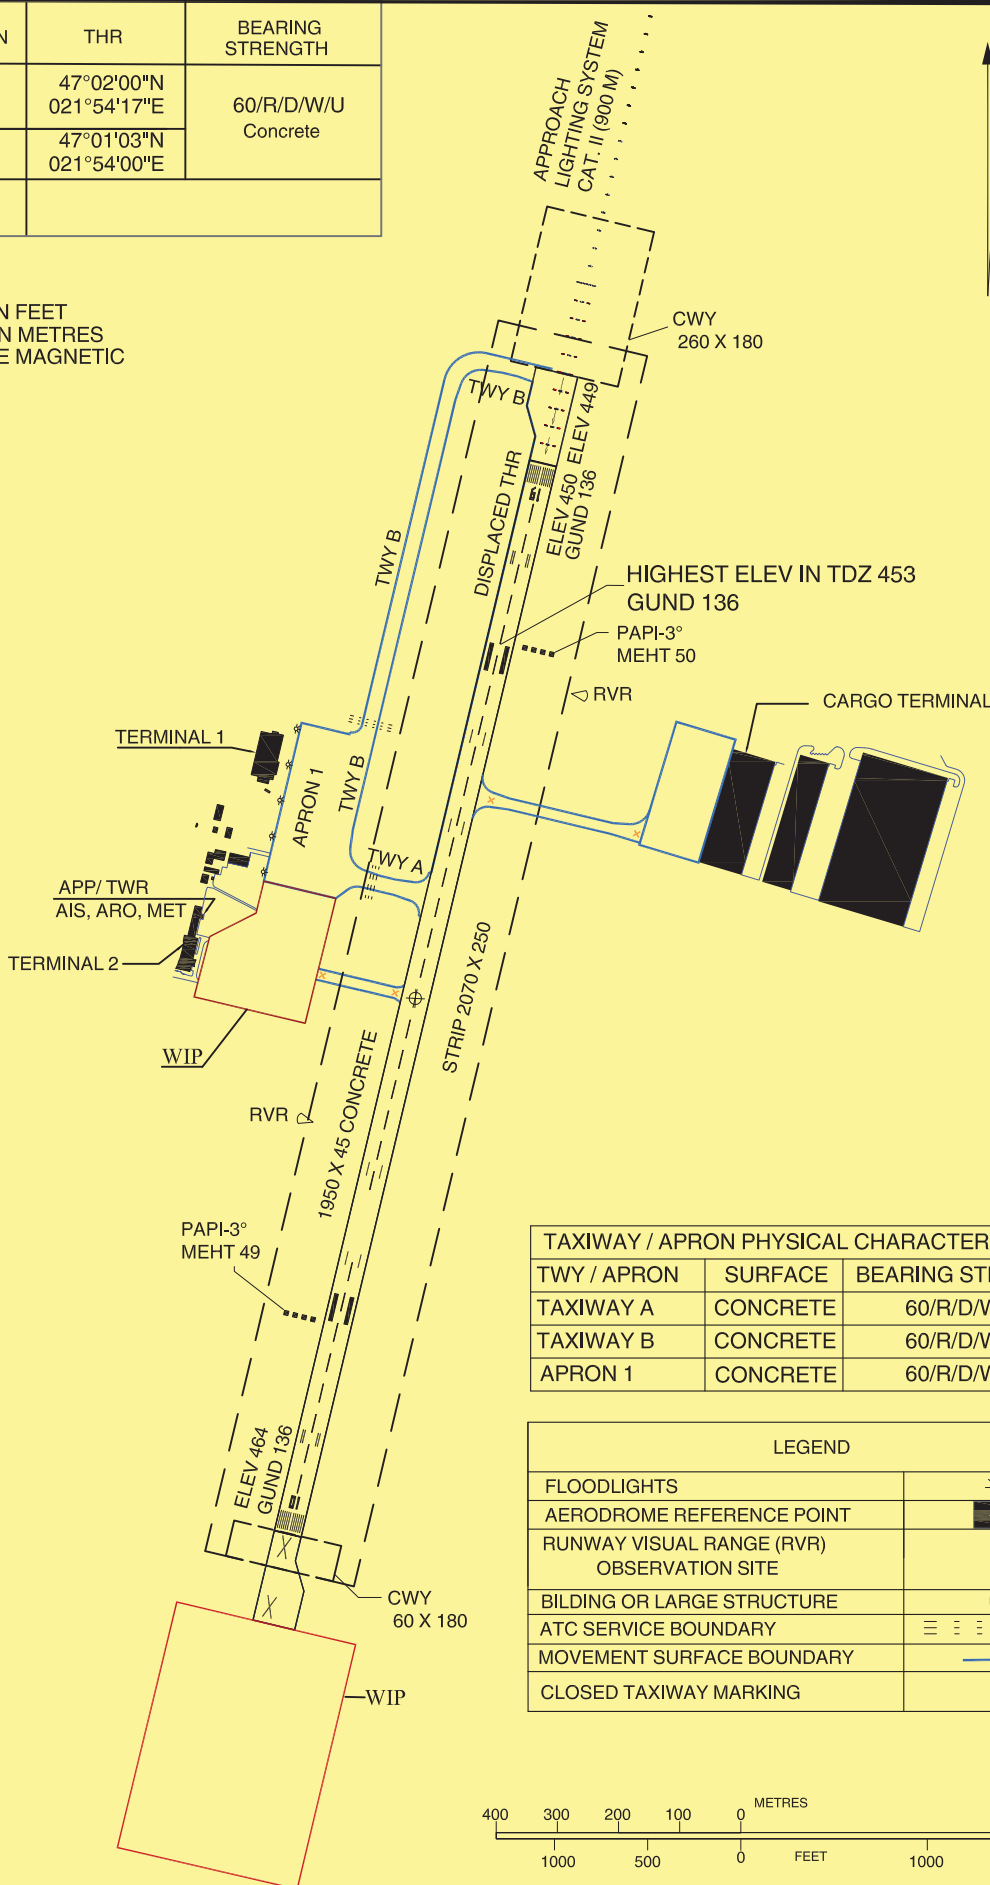 N
THR
BEARING
STRENGTH
47°02'00"N
021°54'17"E
60/R/D/W/U
Concrete
47°01'03"N
021°54'00"E
N FEET
N METRES
E MAGNETIC
APPROACH
LIGHTING SYSTEM
CAT. II (900 M)
CWY
260 X 180
TWY B
ELEV 449
ELEV 450
GUND 136
19
DISPLACED THR
TWY B
HIGHEST ELEV IN TDZ 453
GUND 136
PAPI-3°
MEHT 50
RVR
CARGO TERMINAL
TERMINAL 1
APRON 1
TWY B
TWY A
APP/ TWR
AIS, ARO, MET
TERMINAL 2
WIP
STRIP 2070 X 250
1950 X 45 CONCRETE
RVR
PAPI-3°
MEHT 49
ELEV 464
GUND 136
01
CWY
60 X 180
WIP
TAXIWAY / APRON PHYSICAL CHARACTER
TWY / APRON SURFACE BEARING STR
TAXIWAY A CONCRETE 60/R/D/W
TAXIWAY B CONCRETE 60/R/D/W
APRON 1 CONCRETE 60/R/D/W
LEGEND
FLOODLIGHTS
AERODROME REFERENCE POINT
RUNWAY VISUAL RANGE (RVR)
OBSERVATION SITE
BILDING OR LARGE STRUCTURE
ATC SERVICE BOUNDARY
MOVEMENT SURFACE BOUNDARY
CLOSED TAXIWAY MARKING
METRES
400 300 200 100 0
1000 500 0 FEET 1000